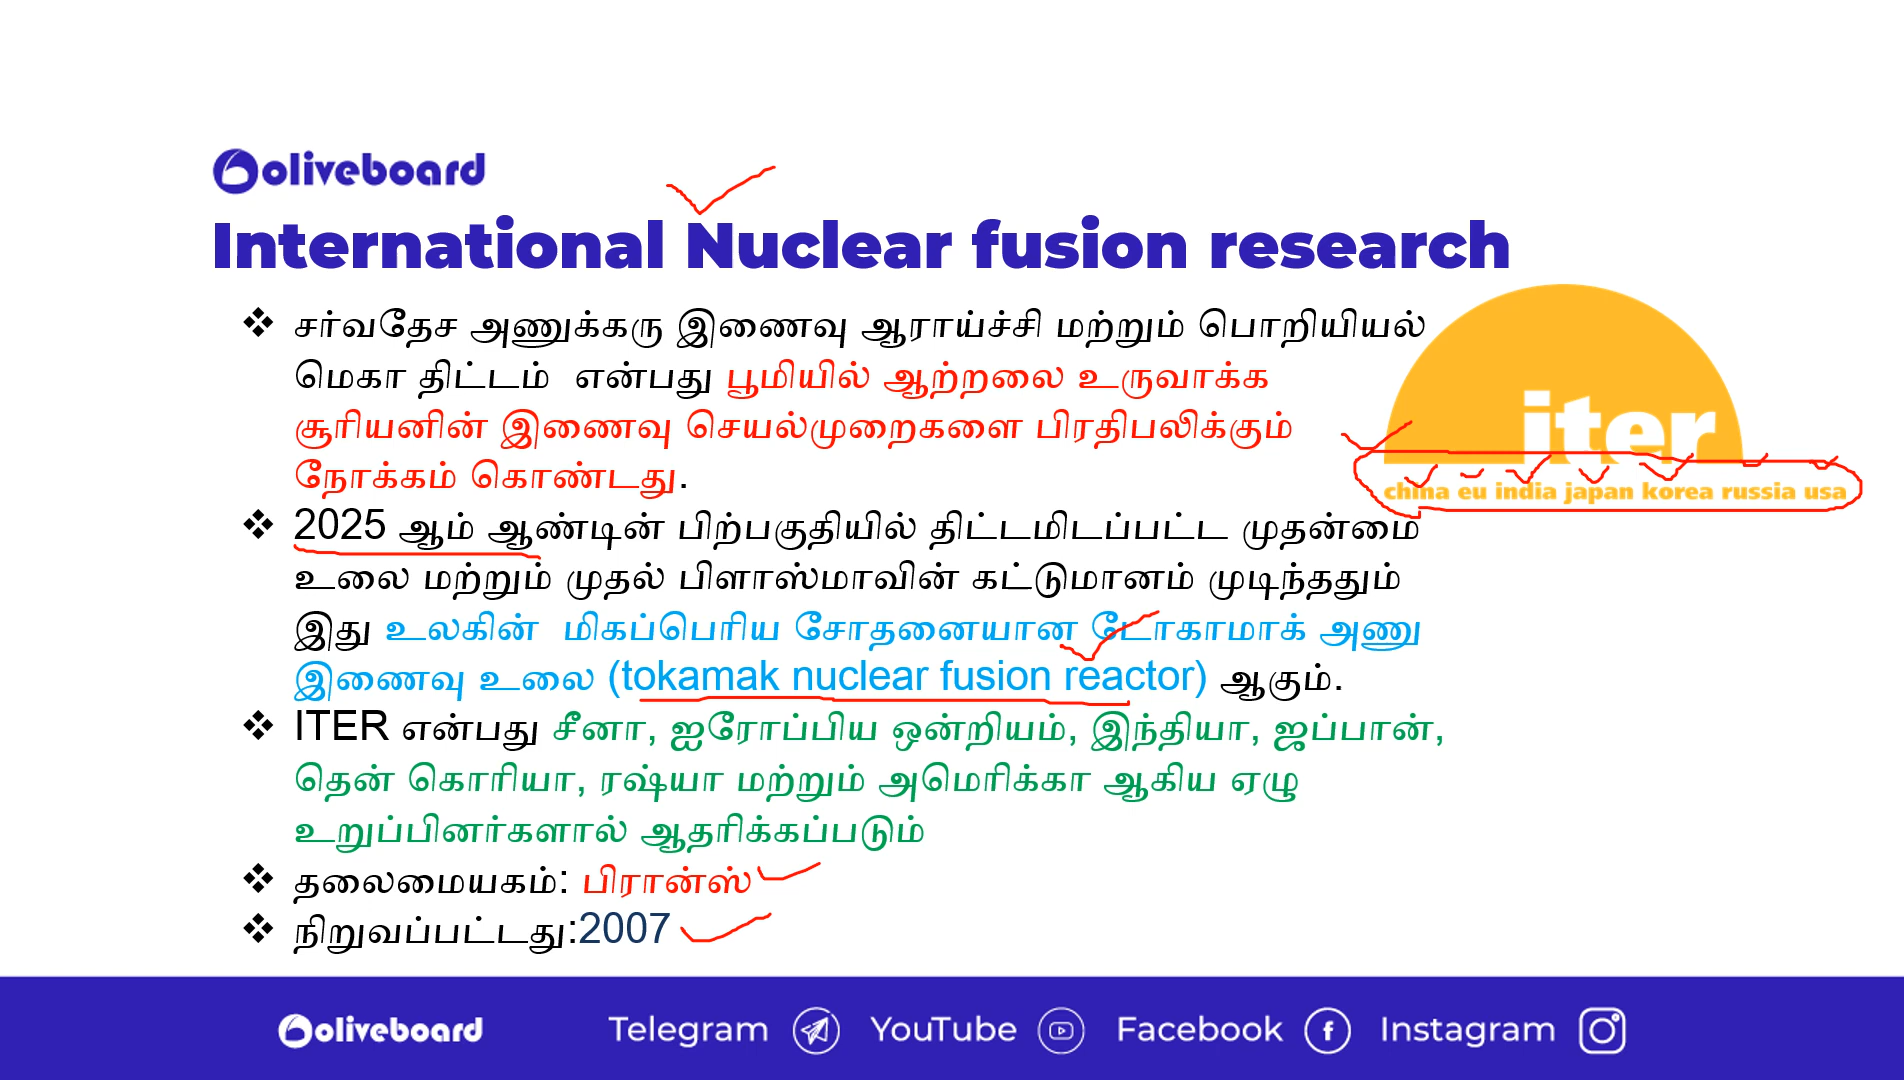 oliveboard
International Nuclear fusion research
❖ சர்வதேச அணுக்கரு இணைவு ஆராய்ச்சி மற்றும் பொறியியல்
மெகா திட்டம் என்பது பூமியில் ஆற்றலை உருவாக்க
சூரியனின் இணைவு செயல்முறைகளை பிரதிபலிக்கும்
நோக்கம் கொண்டது.
iter
china eu india japan korea russia usa
❖ 2025 ஆம் ஆண்டின் பிற்பகுதியில் திட்டமிடப்பட்ட முதன்மை
உலை மற்றும் முதல் பிளாஸ்மாவின் கட்டுமானம் முடிந்ததும்
இது உலகின் மிகப்பெரிய சோதனையான டோகாமாக் அணு
இணைவு உலை (tokamak nuclear fusion reactor) ஆகும்.
❖ ITER என்பது சீனா, ஐரோப்பிய ஒன்றியம், இந்தியா, ஜப்பான்,
தென் கொரியா, ரஷ்யா மற்றும் அமெரிக்கா ஆகிய ஏழு
உறுப்பினர்களால் ஆதரிக்கப்படும்
❖ தலைமையகம்: பிரான்ஸ்
❖ நிறுவப்பட்டது:2007
oliveboard Telegram YouTube Facebook Instagram